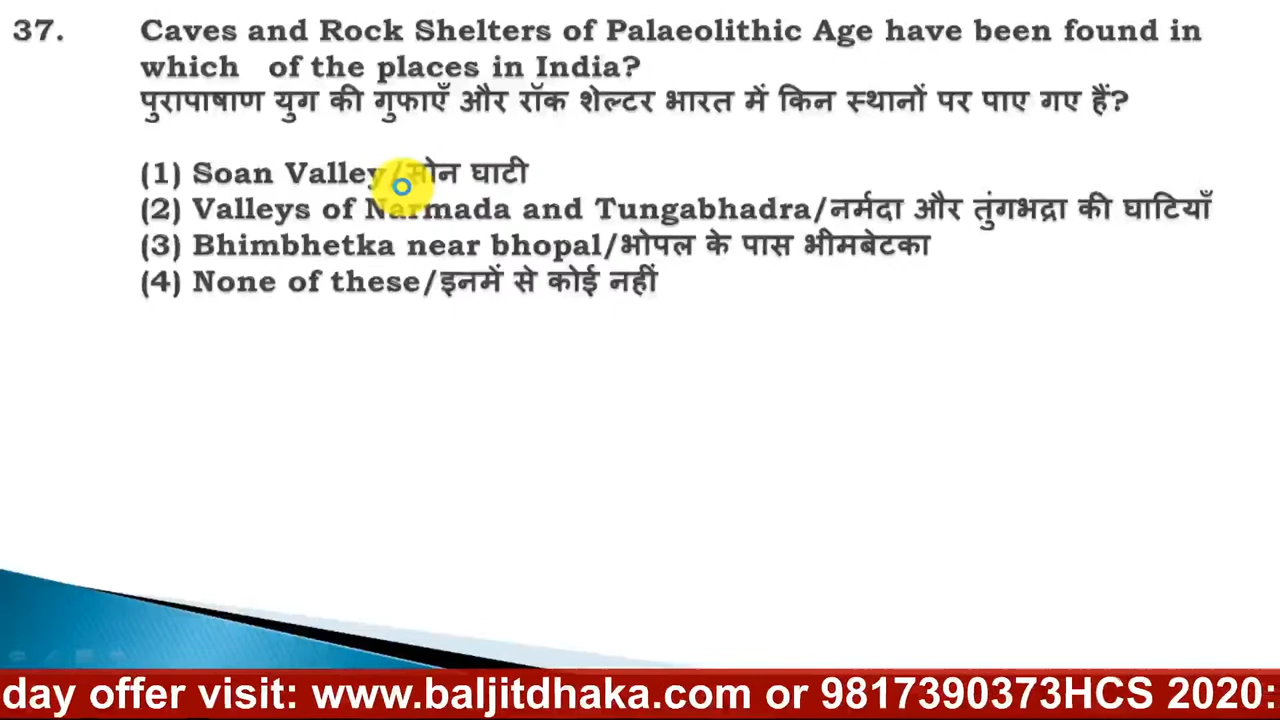 37. Caves and Rock Shelters of Palaeolithic Age have been found in
which of the places in India?
पुरापाषाण युग की गुफाएँ और रॉक शेल्टर भारत में किन स्थानों पर पाए गए हैं?
(1) Soan Valley/सोन घाटी
(2) Valleys of Narmada and Tungabhadra/नर्मदा और तुंगभद्रा की घाटियाँ
(3) Bhimbhetka near bhopal/भोपल के पास भीमबेटका
(4) None of these/इनमें से कोई नहीं
day offer visit: www.baljitdhaka.com or 9817390373HCS 2020: